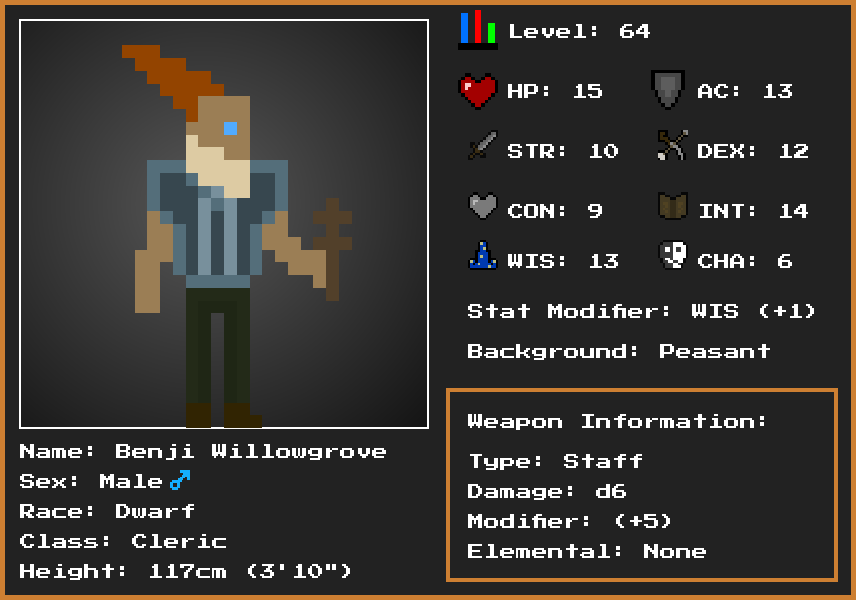 Level: 64
HP: 15 AC: 13
STR: 10 DEX: 12
CON: 9 INT: 14
WIS: 13 CHA: 6
Stat Modifier: WIS (+1)
Background: Peasant
Weapon Information:
Type: Staff
Damage: d6
Modifier: (+5)
Elemental: None
Name: Benji Willowgrove
Sex: Male ♂
Race: Dwarf
Class: Cleric
Height: 117cm (3'10")